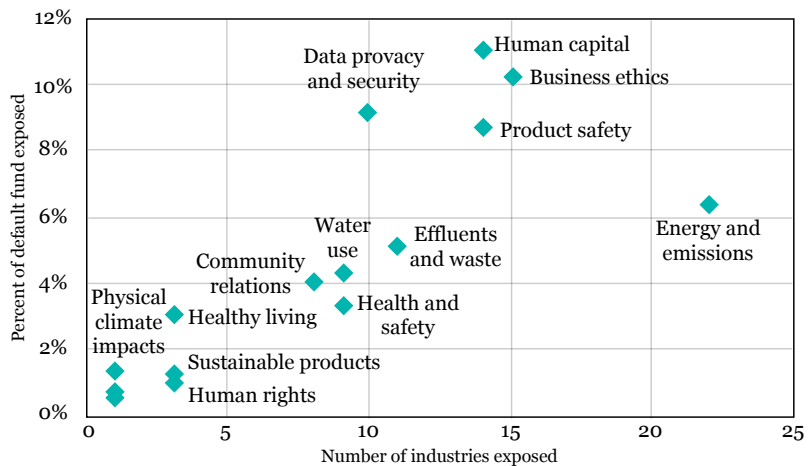 12%
10%
8%
6%
4%
2%
0%
Percent of default fund exposed
Human capital
Data provacy
and security
Business ethics
Product safety
Energy and
emissions
Water
use
Effluents
and waste
Community
relations
Health and
safety
Physical
climate
impacts
Healthy living
Sustainable products
Human rights
0
5
10
15
20
25
Number of industries exposed